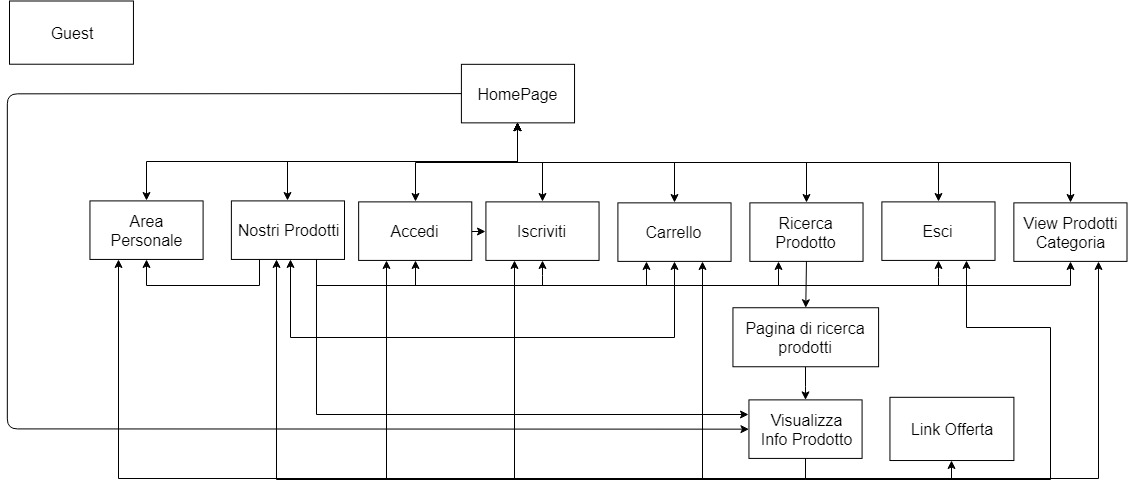 Guest
HomePage
Area
Personale
Nostri Prodotti
Accedi
Iscriviti
Carrello
Ricerca
Prodotto
Esci
View Prodotti
Categoria
Pagina di ricerca
prodotti
Visualizza
Info Prodotto
Link Offerta